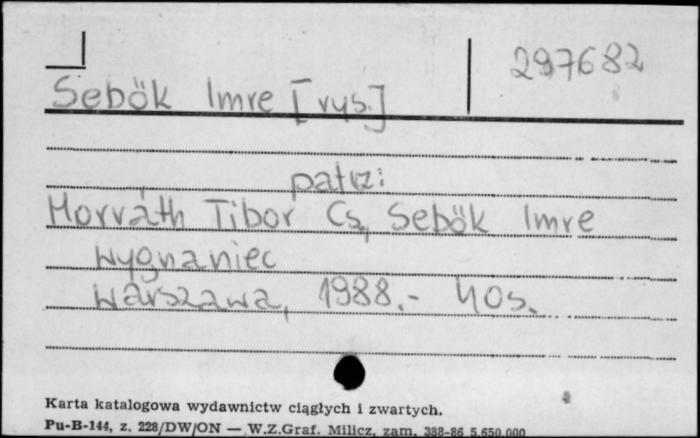 297682
Sebök Imre [rys.]
patrz:
Horváth Tibor Cs, Sebök Imre
Wygnaniec
Warszawa, 1988.- 40s.
Karta katalogowa wydawnictw ciągłych i zwartych.
Pu-B-144, z. 228/DW/ON — W.Z.Graf. Milicz, zam. 388-86 5.650.000